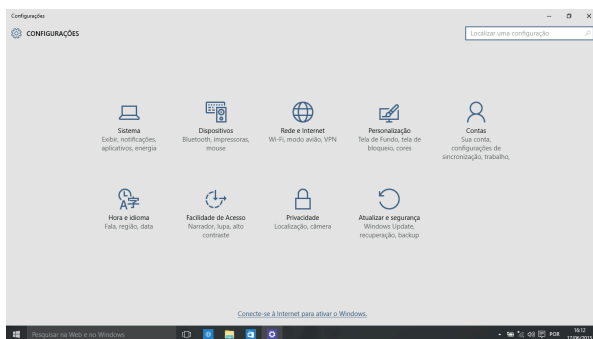 Configurações
CONFIGURAÇÕES
Localizar uma configuração
Sistema
Exibir, notificações,
aplicativos, energia
Dispositivos
Bluetooth, impressoras,
mouse
Rede e Internet
Wi-Fi, modo avião, VPN
Personalização
Tela de Fundo, tela de
bloqueio, cores
Contas
Sua conta,
configurações de
sincronização, trabalho,
Hora e idioma
Fala, região, data
Facilidade de Acesso
Narrador, lupa, alto
contraste
Privacidade
Localização, câmera
Atualizar e segurança
Windows Update,
recuperação, backup
Conecte-se à Internet para ativar o Windows.
Pesquisar na Web e no Windows
POR
16:12
17/06/2015